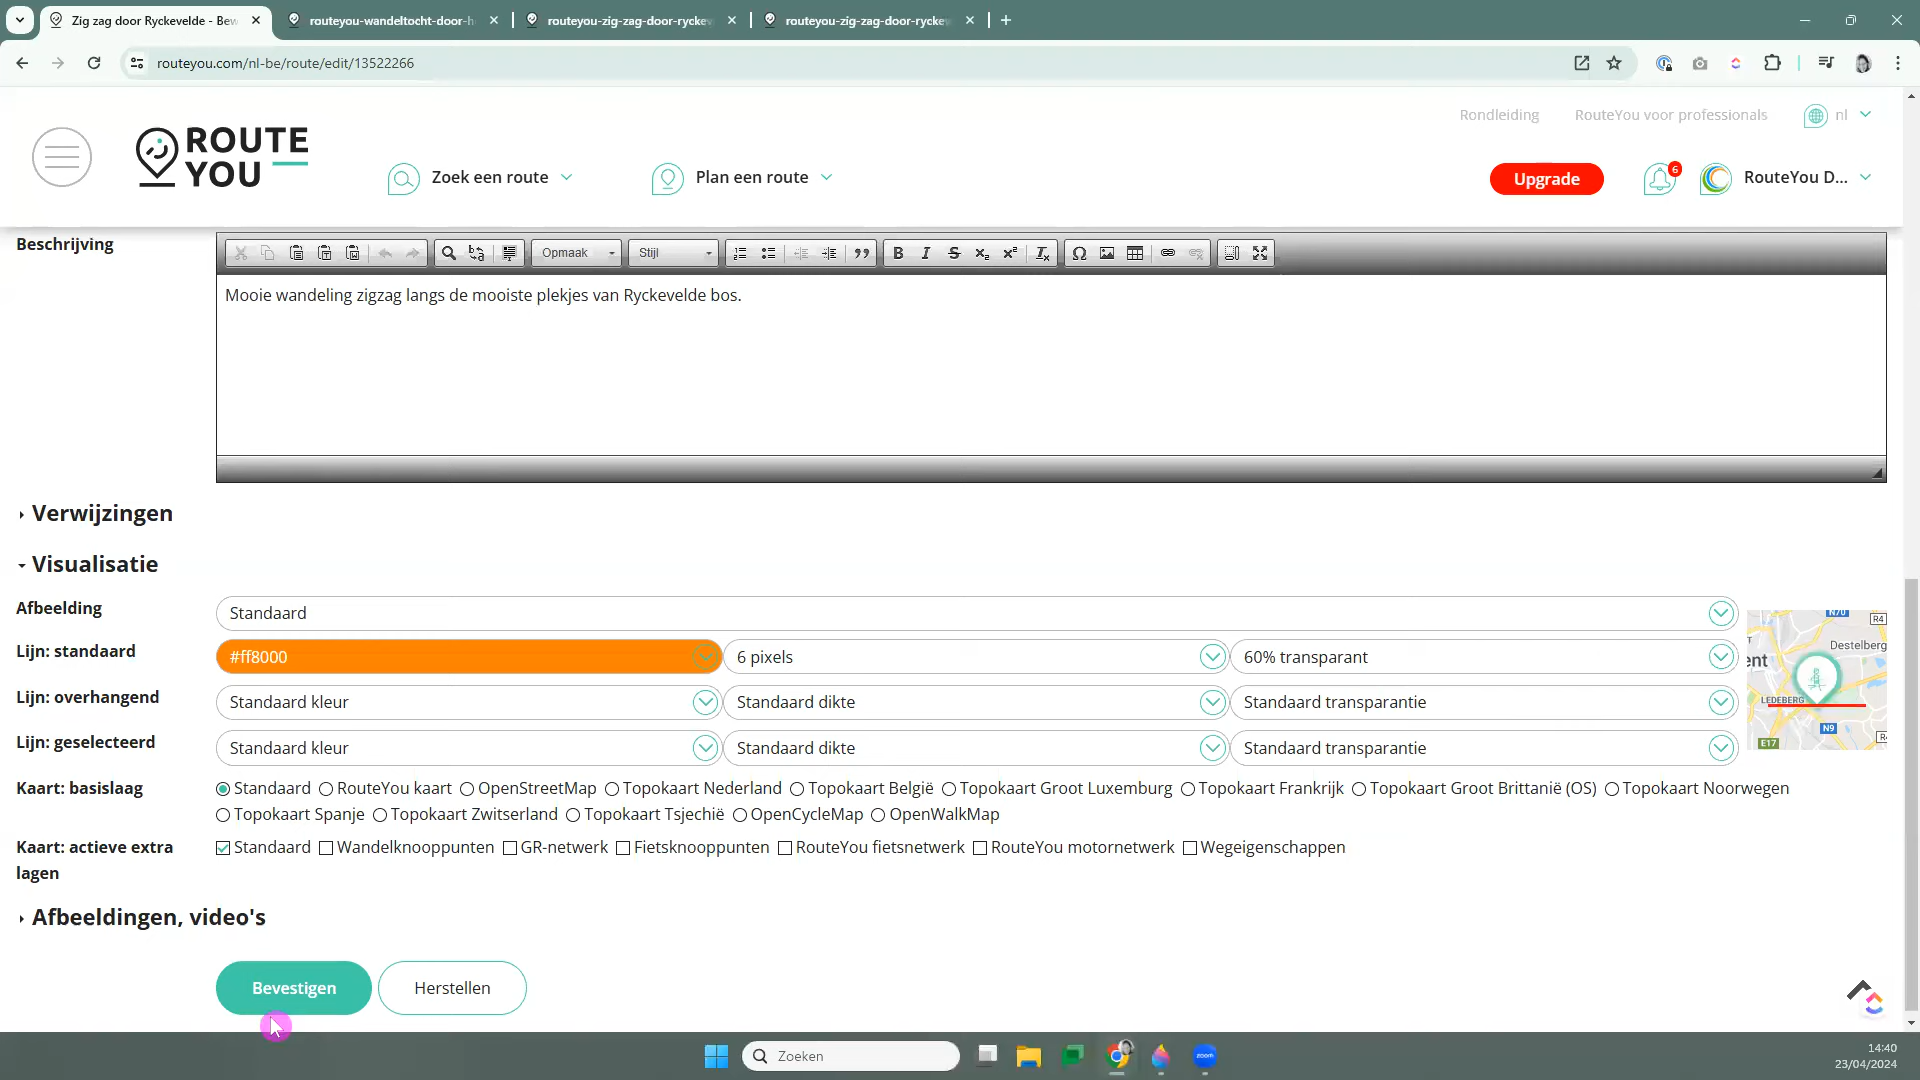 Zig zag door Ryckevelde - Bew
routeyou-wandeltocht-door-h
routeyou-zig-zag-door-rycke
routeyou-zig-zag-door-rycke
routeyou.com/nl-be/route/edit/13522266
Rondleiding
RouteYou voor professionals
nl
ROUTE
YOU
Zoek een route
Plan een route
Upgrade
6
RouteYou D...
Beschrijving
Opmaak
Stijl
Mooie wandeling zigzag langs de mooiste plekjes van Ryckevelde bos.
Verwijzingen
Visualisatie
Afbeelding
Standaard
Lijn: standaard
#ff8000
6 pixels
60% transparant
Lijn: overhangend
Standaard kleur
Standaard dikte
Standaard transparantie
Lijn: geselecteerd
Standaard kleur
Standaard dikte
Standaard transparantie
N70
R4
Destelberg
ent
LEDEBERG
N9
E17
Kaart: basislaag
Standaard RouteYou kaart OpenStreetMap Topokaart Nederland Topokaart België Topokaart Groot Luxemburg Topokaart Frankrijk Topokaart Groot Brittanië (OS) Topokaart Noorwegen
Topokaart Spanje Topokaart Zwitserland Topokaart Tsjechië OpenCycleMap OpenWalkMap
Kaart: actieve extra
lagen
Standaard Wandelknooppunten GR-netwerk Fietsknooppunten RouteYou fietsnetwerk RouteYou motornetwerk Wegeigenschappen
Afbeeldingen, video's
Bevestigen
Herstellen
Zoeken
zoom
14:40
23/04/2024